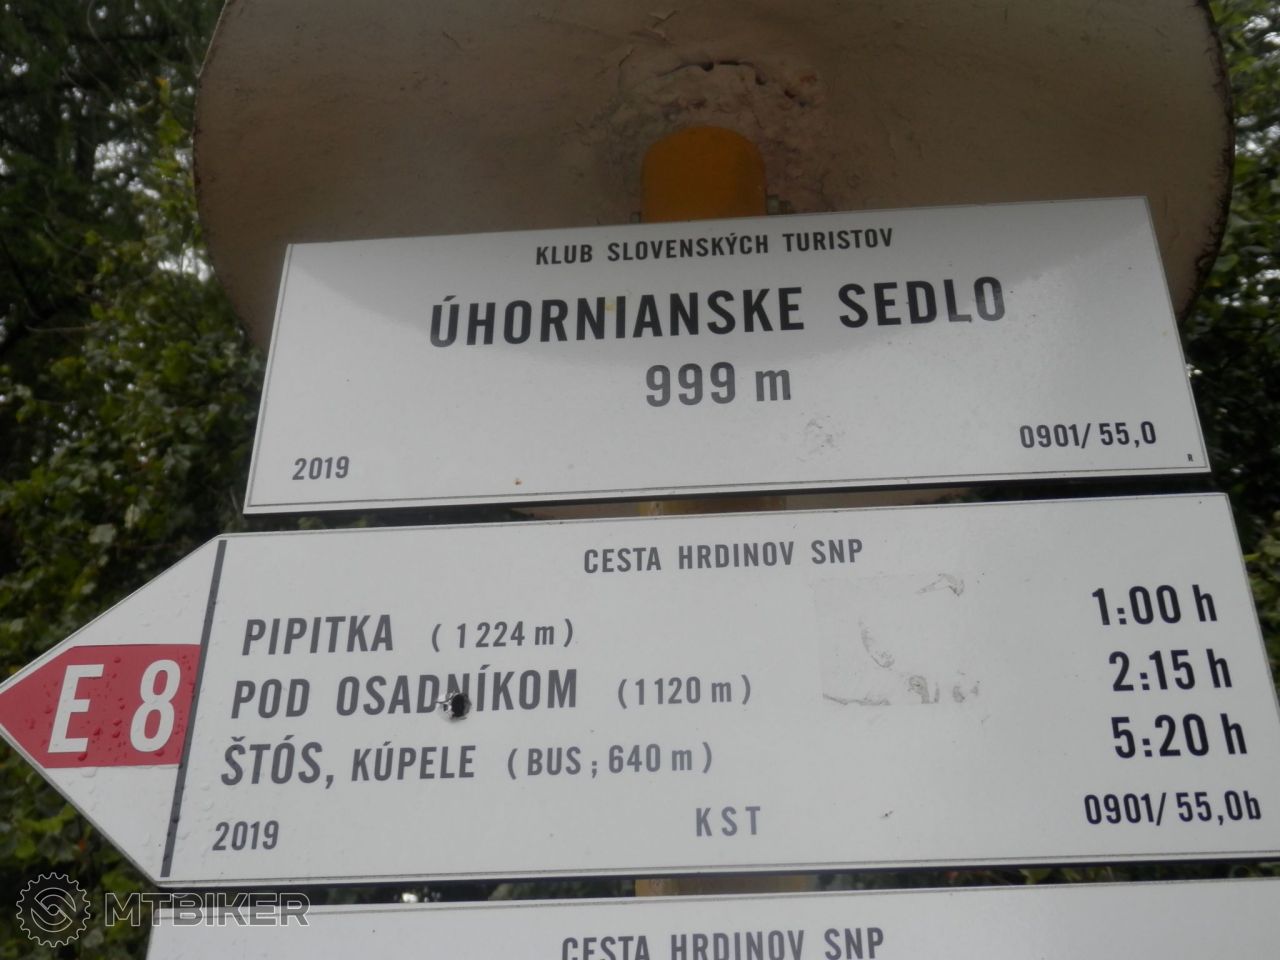 KLUB SLOVENSKÝCH TURISTOV
ÚHORNIANSKE SEDLO
999 m
2019
0901/55,0
R
CESTA HRDINOV SNP
PIPITKA (1224 m) 1:00 h
POD OSADNÍKOM (1120 m) 2:15 h
ŠTÓS, KÚPELE (BUS; 640 m) 5:20 h
E 8
2019
KST
0901/55,0b
MTBIKER
CESTA HRDINOV SNP